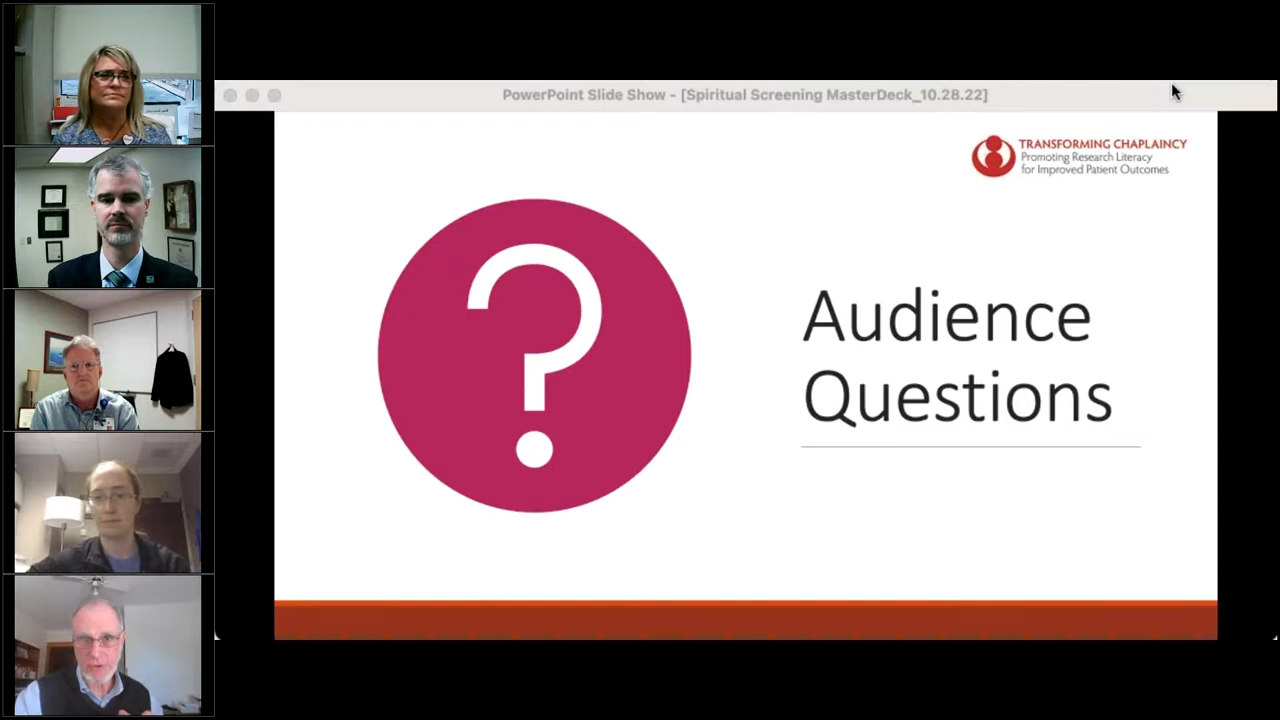 PowerPoint Slide Show - [Spiritual Screening MasterDeck_10.28.22]
TRANSFORMING CHAPLAINCY
Promoting Research Literacy
for Improved Patient Outcomes
?
Audience
Questions